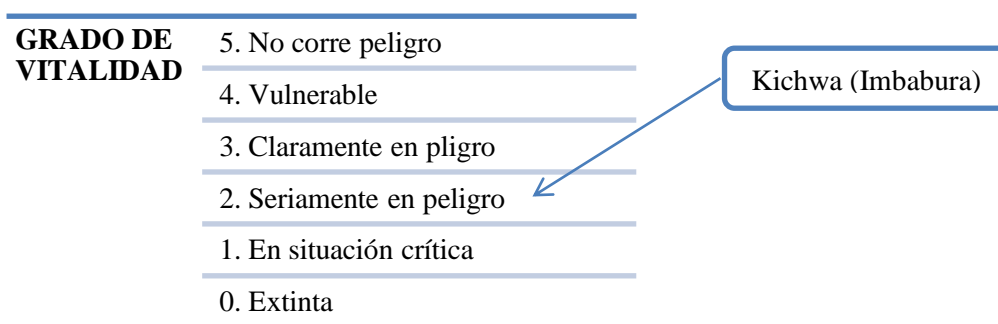 GRADO DE
VITALIDAD
5. No corre peligro
4. Vulnerable
3. Claramente en pligro
2. Seriamente en peligro
1. En situación crítica
0. Extinta
Kichwa (Imbabura)